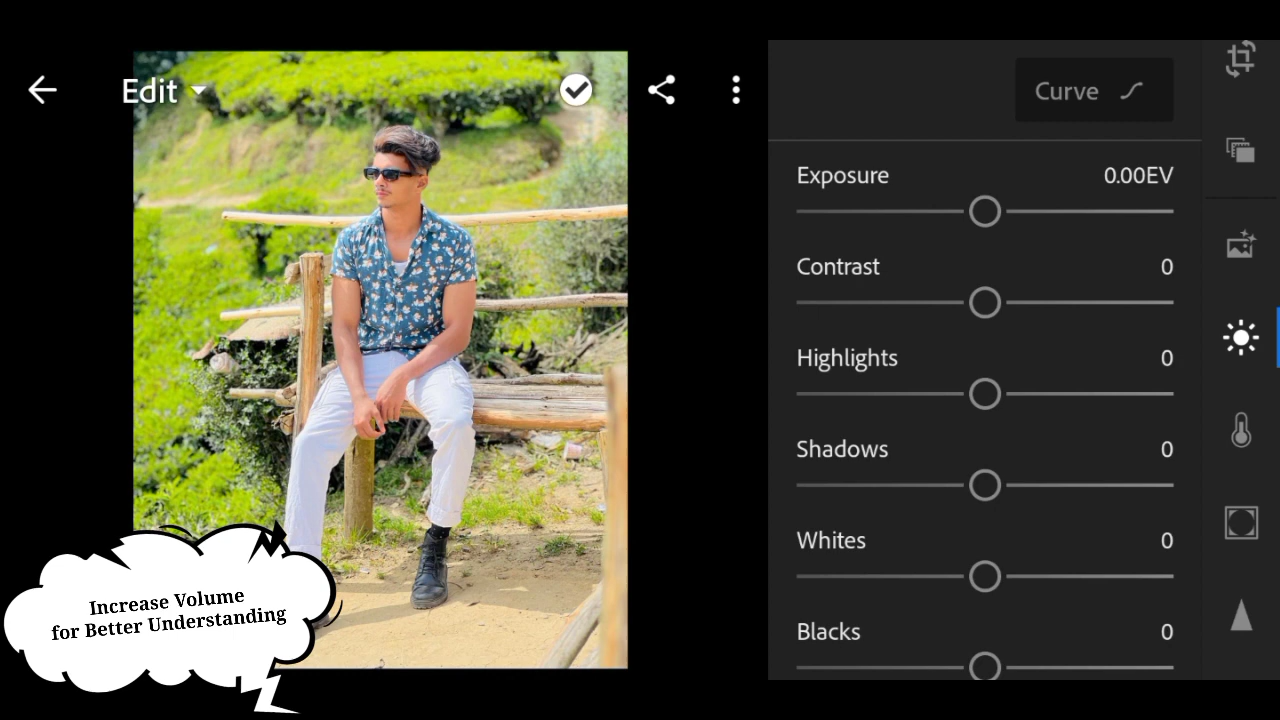 Edit
Curve
Exposure 0.00EV
Contrast 0
Highlights 0
Shadows 0
Whites 0
Blacks 0
Increase Volume
for Better Understanding